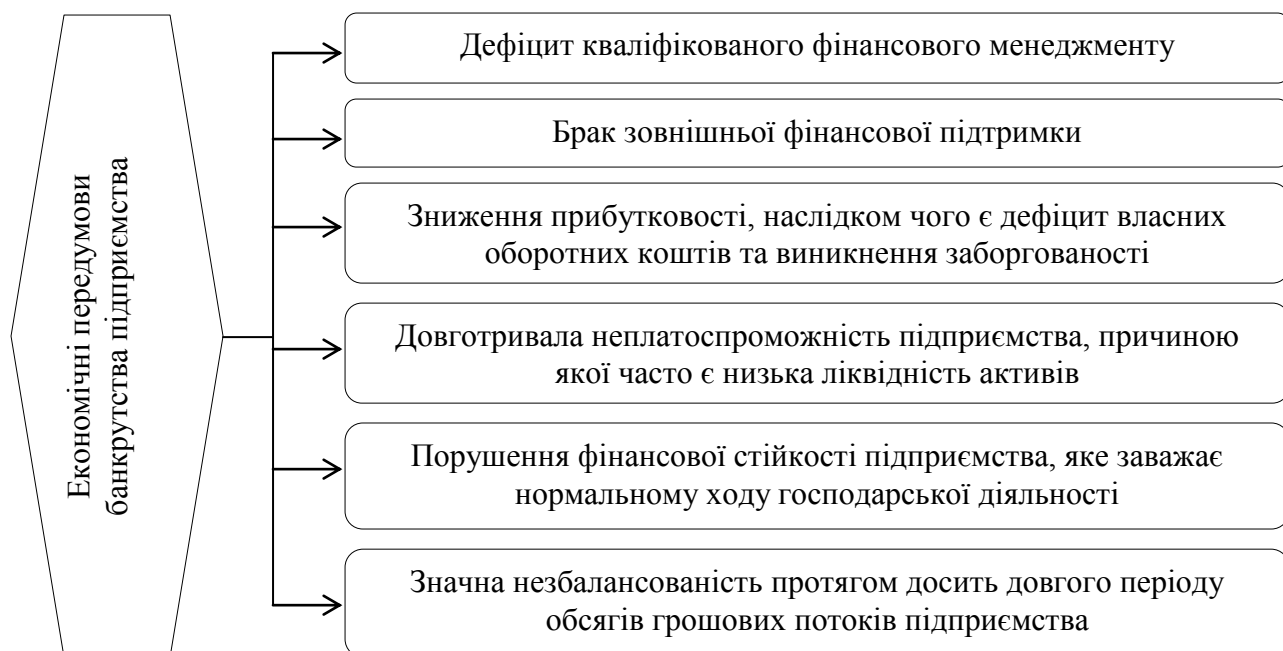 Економічні передумови
банкрутства підприємства
Дефіцит кваліфікованого фінансового менеджменту
Брак зовнішньої фінансової підтримки
Зниження прибутковості, наслідком чого є дефіцит власних
оборотних коштів та виникнення заборгованості
Довготривала неплатоспроможність підприємства, причиною
якої часто є низька ліквідність активів
Порушення фінансової стійкості підприємства, яке заважає
нормальному ходу господарської діяльності
Значна незбалансованість протягом досить довгого періоду
обсягів грошових потоків підприємства